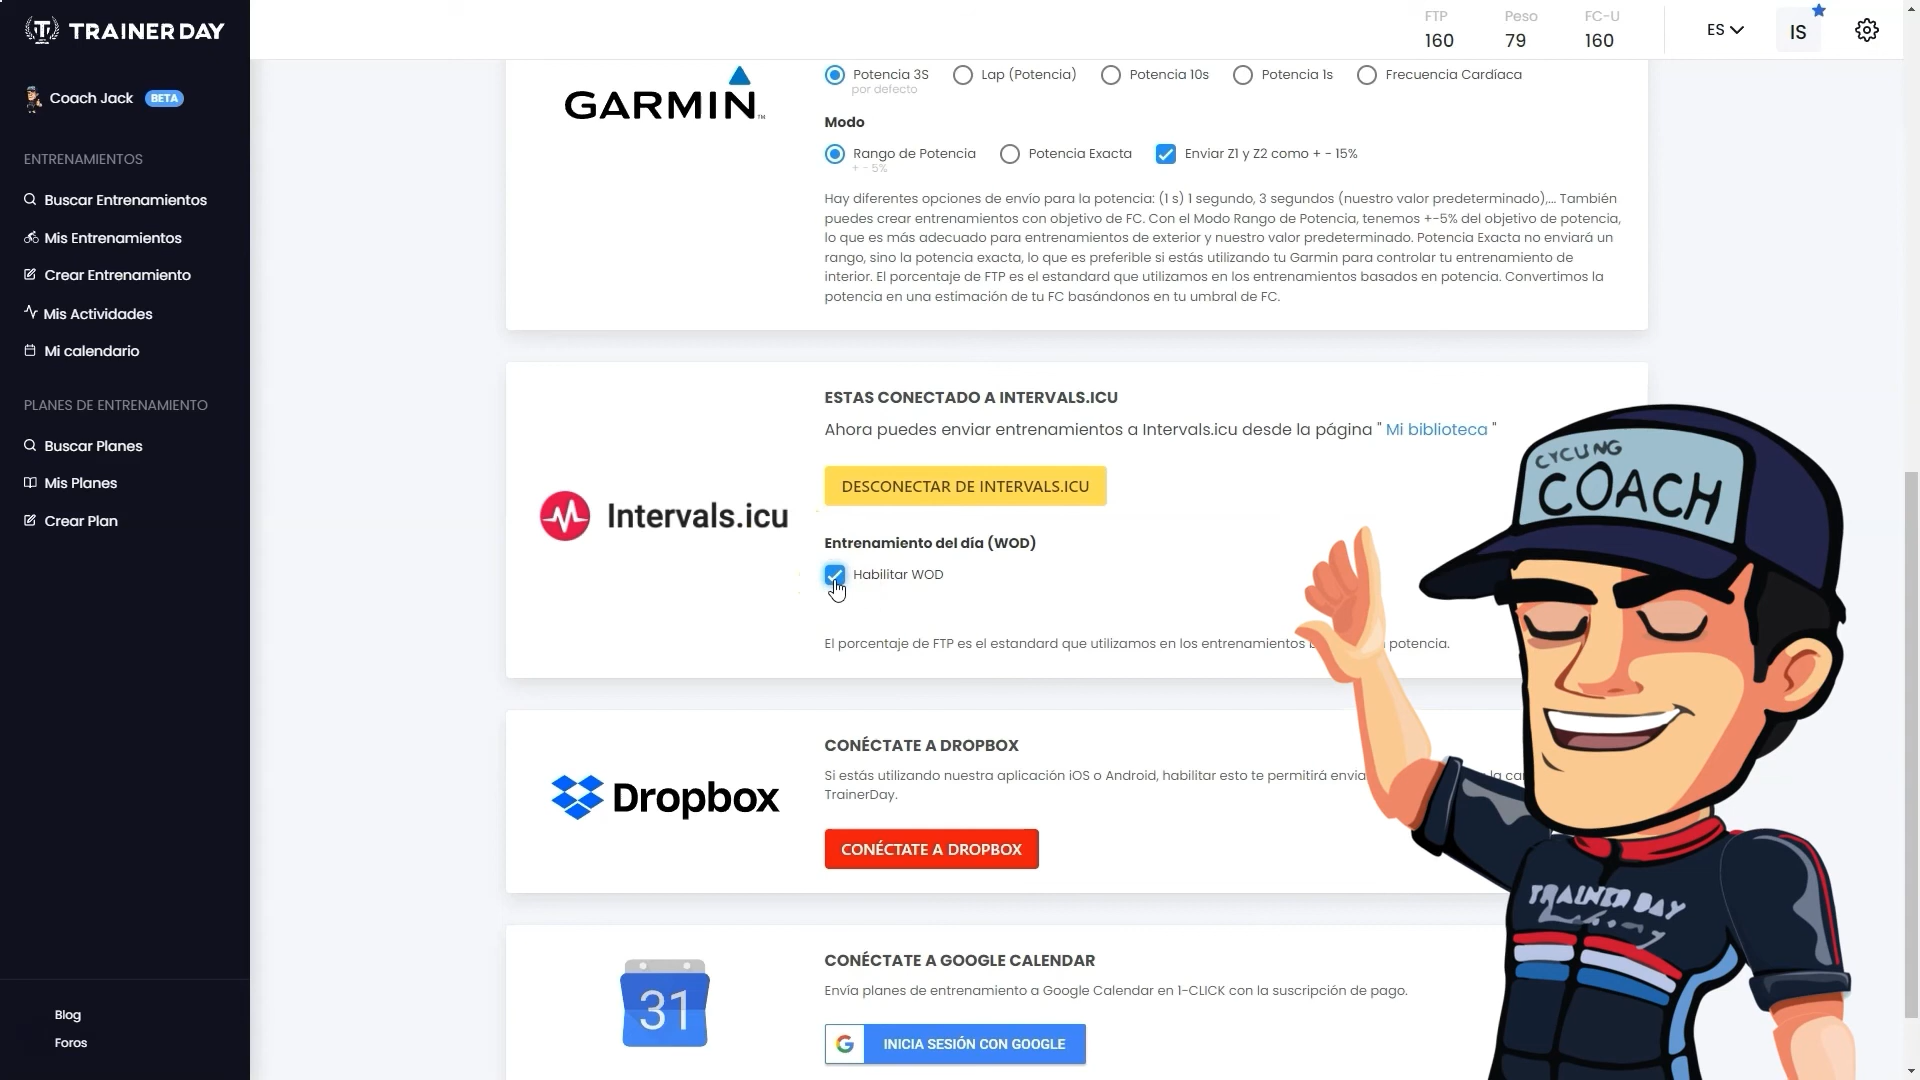 TRAINERDAY
FTP
160
Peso
79
FC-U
160
ES
IS
Coach Jack BETA
ENTRENAMIENTOS
Buscar Entrenamientos
Mis Entrenamientos
Crear Entrenamiento
Mis Actividades
Mi calendario
PLANES DE ENTRENAMIENTO
Buscar Planes
Mis Planes
Crear Plan
Blog
Foros
GARMIN™
Potencia 3S
por defecto
Lap (Potencia)
Potencia 10s
Potencia 1s
Frecuencia Cardíaca
Modo
Rango de Potencia
+ - 5%
Potencia Exacta
Enviar Z1 y Z2 como + - 15%
Hay diferentes opciones de envío para la potencia: (1 s) 1 segundo, 3 segundos (nuestro valor predeterminado),... También
puedes crear entrenamientos con objetivo de FC. Con el Modo Rango de Potencia, tenemos +-5% del objetivo de potencia,
lo que es más adecuado para entrenamientos de exterior y nuestro valor predeterminado. Potencia Exacta no enviará un
rango, sino la potencia exacta, lo que es preferible si estás utilizando tu Garmin para controlar tu entrenamiento de
interior. El porcentaje de FTP es el estandard que utilizamos en los entrenamientos basados en potencia. Convertimos la
potencia en una estimación de tu FC basándonos en tu umbral de FC.
Intervals.icu
ESTAS CONECTADO A INTERVALS.ICU
Ahora puedes enviar entrenamientos a Intervals.icu desde la página " Mi biblioteca "
DESCONECTAR DE INTERVALS.ICU
Entrenamiento del día (WOD)
Habilitar WOD
El porcentaje de FTP es el estandard que utilizamos en los entrenamientos potencia.
Dropbox
CONÉCTATE A DROPBOX
Si estás utilizando nuestra aplicación iOS o Android, habilitar esto te permitirá la
TrainerDay.
CONÉCTATE A DROPBOX
31
CONÉCTATE A GOOGLE CALENDAR
Envía planes de entrenamiento a Google Calendar en 1-CLICK con la suscripción de pago.
G INICIA SESIÓN CON GOOGLE
CYCLING
COACH
TRAINER DAY